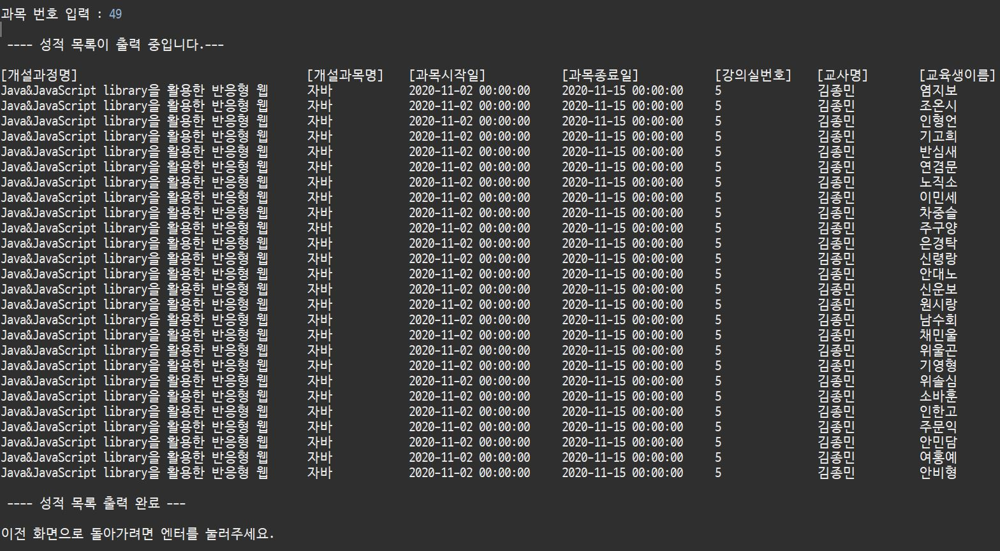 과목 번호 입력 : 49
---- 성적 목록이 출력 중입니다.---
[개설과정명] [개설과목명] [과목시작일] [과목종료일] [강의실번호] [교사명] [교육생이름]
Java&JavaScript library을 활용한 반응형 웹 자바 2020-11-02 00:00:00 2020-11-15 00:00:00 5 김종민 염지보
Java&JavaScript library을 활용한 반응형 웹 자바 2020-11-02 00:00:00 2020-11-15 00:00:00 5 김종민 조온시
Java&JavaScript library을 활용한 반응형 웹 자바 2020-11-02 00:00:00 2020-11-15 00:00:00 5 김종민 인형언
Java&JavaScript library을 활용한 반응형 웹 자바 2020-11-02 00:00:00 2020-11-15 00:00:00 5 김종민 기고희
Java&JavaScript library을 활용한 반응형 웹 자바 2020-11-02 00:00:00 2020-11-15 00:00:00 5 김종민 반심새
Java&JavaScript library을 활용한 반응형 웹 자바 2020-11-02 00:00:00 2020-11-15 00:00:00 5 김종민 연겸문
Java&JavaScript library을 활용한 반응형 웹 자바 2020-11-02 00:00:00 2020-11-15 00:00:00 5 김종민 노직소
Java&JavaScript library을 활용한 반응형 웹 자바 2020-11-02 00:00:00 2020-11-15 00:00:00 5 김종민 이민세
Java&JavaScript library을 활용한 반응형 웹 자바 2020-11-02 00:00:00 2020-11-15 00:00:00 5 김종민 차중슬
Java&JavaScript library을 활용한 반응형 웹 자바 2020-11-02 00:00:00 2020-11-15 00:00:00 5 김종민 주구양
Java&JavaScript library을 활용한 반응형 웹 자바 2020-11-02 00:00:00 2020-11-15 00:00:00 5 김종민 은경탁
Java&JavaScript library을 활용한 반응형 웹 자바 2020-11-02 00:00:00 2020-11-15 00:00:00 5 김종민 신령랑
Java&JavaScript library을 활용한 반응형 웹 자바 2020-11-02 00:00:00 2020-11-15 00:00:00 5 김종민 안대노
Java&JavaScript library을 활용한 반응형 웹 자바 2020-11-02 00:00:00 2020-11-15 00:00:00 5 김종민 신운보
Java&JavaScript library을 활용한 반응형 웹 자바 2020-11-02 00:00:00 2020-11-15 00:00:00 5 김종민 원시랑
Java&JavaScript library을 활용한 반응형 웹 자바 2020-11-02 00:00:00 2020-11-15 00:00:00 5 김종민 남수회
Java&JavaScript library을 활용한 반응형 웹 자바 2020-11-02 00:00:00 2020-11-15 00:00:00 5 김종민 채민울
Java&JavaScript library을 활용한 반응형 웹 자바 2020-11-02 00:00:00 2020-11-15 00:00:00 5 김종민 위울곤
Java&JavaScript library을 활용한 반응형 웹 자바 2020-11-02 00:00:00 2020-11-15 00:00:00 5 김종민 기영형
Java&JavaScript library을 활용한 반응형 웹 자바 2020-11-02 00:00:00 2020-11-15 00:00:00 5 김종민 위솔심
Java&JavaScript library을 활용한 반응형 웹 자바 2020-11-02 00:00:00 2020-11-15 00:00:00 5 김종민 소바훈
Java&JavaScript library을 활용한 반응형 웹 자바 2020-11-02 00:00:00 2020-11-15 00:00:00 5 김종민 인한고
Java&JavaScript library을 활용한 반응형 웹 자바 2020-11-02 00:00:00 2020-11-15 00:00:00 5 김종민 주문익
Java&JavaScript library을 활용한 반응형 웹 자바 2020-11-02 00:00:00 2020-11-15 00:00:00 5 김종민 안민담
Java&JavaScript library을 활용한 반응형 웹 자바 2020-11-02 00:00:00 2020-11-15 00:00:00 5 김종민 여홍예
Java&JavaScript library을 활용한 반응형 웹 자바 2020-11-02 00:00:00 2020-11-15 00:00:00 5 김종민 안비형
---- 성적 목록 출력 완료 ---
이전 화면으로 돌아가려면 엔터를 눌러주세요.